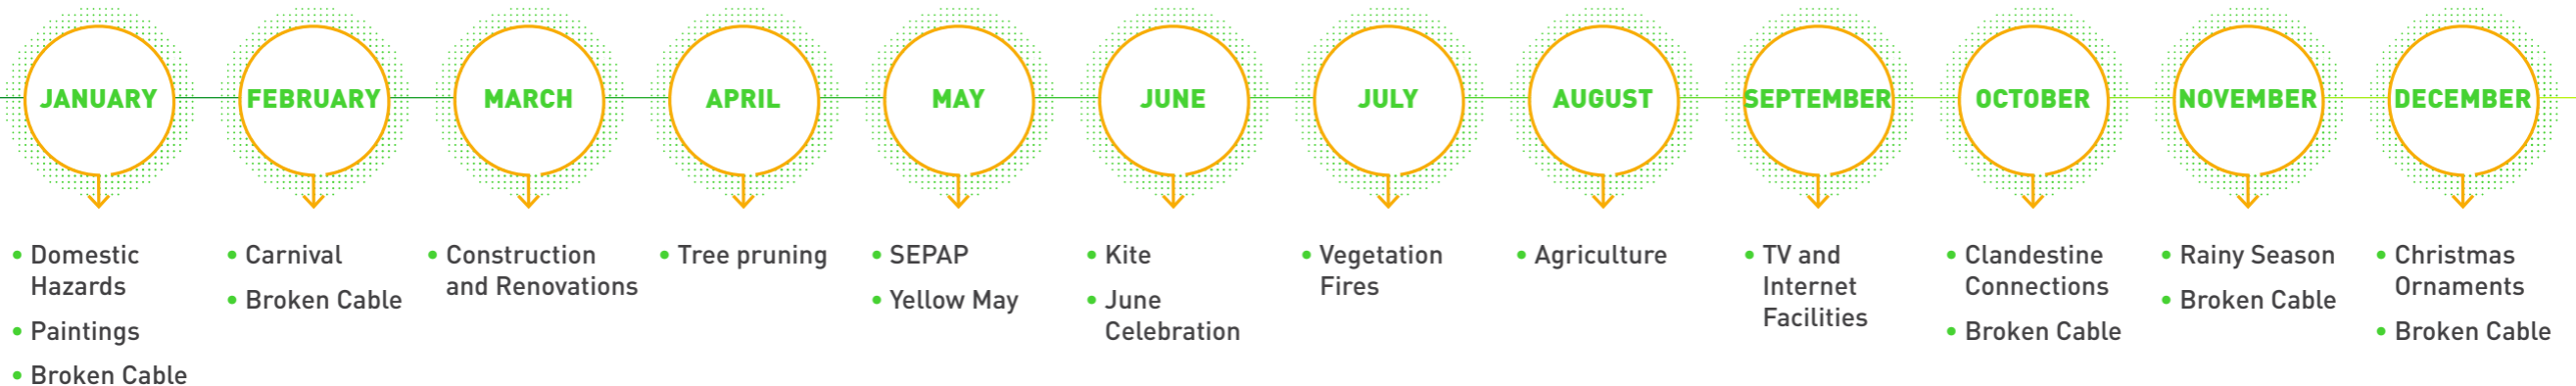 JANUARY
FEBRUARY
MARCH
APRIL
MAY
JUNE
JULY
AUGUST
SEPTEMBER
OCTOBER
NOVEMBER
DECEMBER
• Domestic
Hazards
• Paintings
• Broken Cable
• Carnival
• Broken Cable
• Construction
and Renovations
• Tree pruning
• SEPAP
• Yellow May
• Kite
• June
Celebration
• Vegetation
Fires
• Agriculture
• TV and
Internet
Facilities
• Clandestine
Connections
• Broken Cable
• Rainy Season
• Broken Cable
• Christmas
Ornaments
• Broken Cable